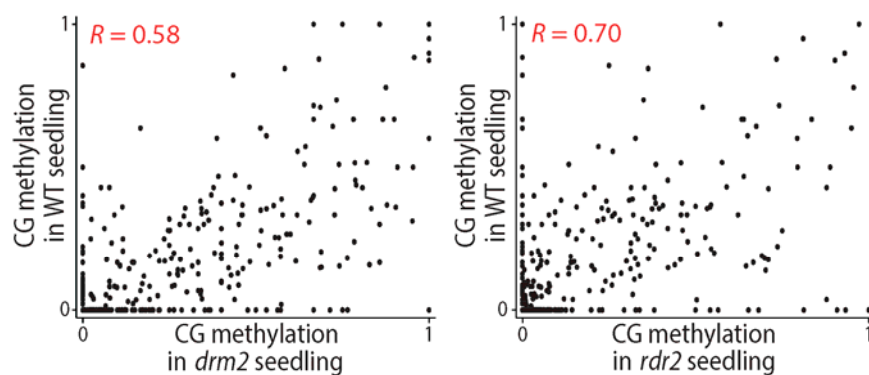 R = 0.58
1
CG methylation
in WT seedling
0
0
1
CG methylation
in drm2 seedling
R = 0.70
1
CG methylation
in WT seedling
0
0
1
CG methylation
in rdr2 seedling